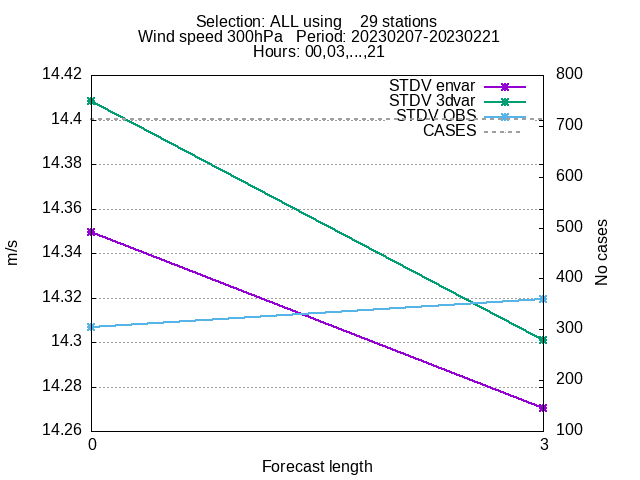 Selection: ALL using    29 stations
Wind speed 300hPa   Period: 20230207-20230221
Hours: 00,03,...,21
STDV envar
STDV 3dvar
STDV OBS
CASES
14.42
14.4
14.38
14.36
14.34
14.32
14.3
14.28
14.26
m/s
800
700
600
500
400
300
200
100
No cases
0
3
Forecast length